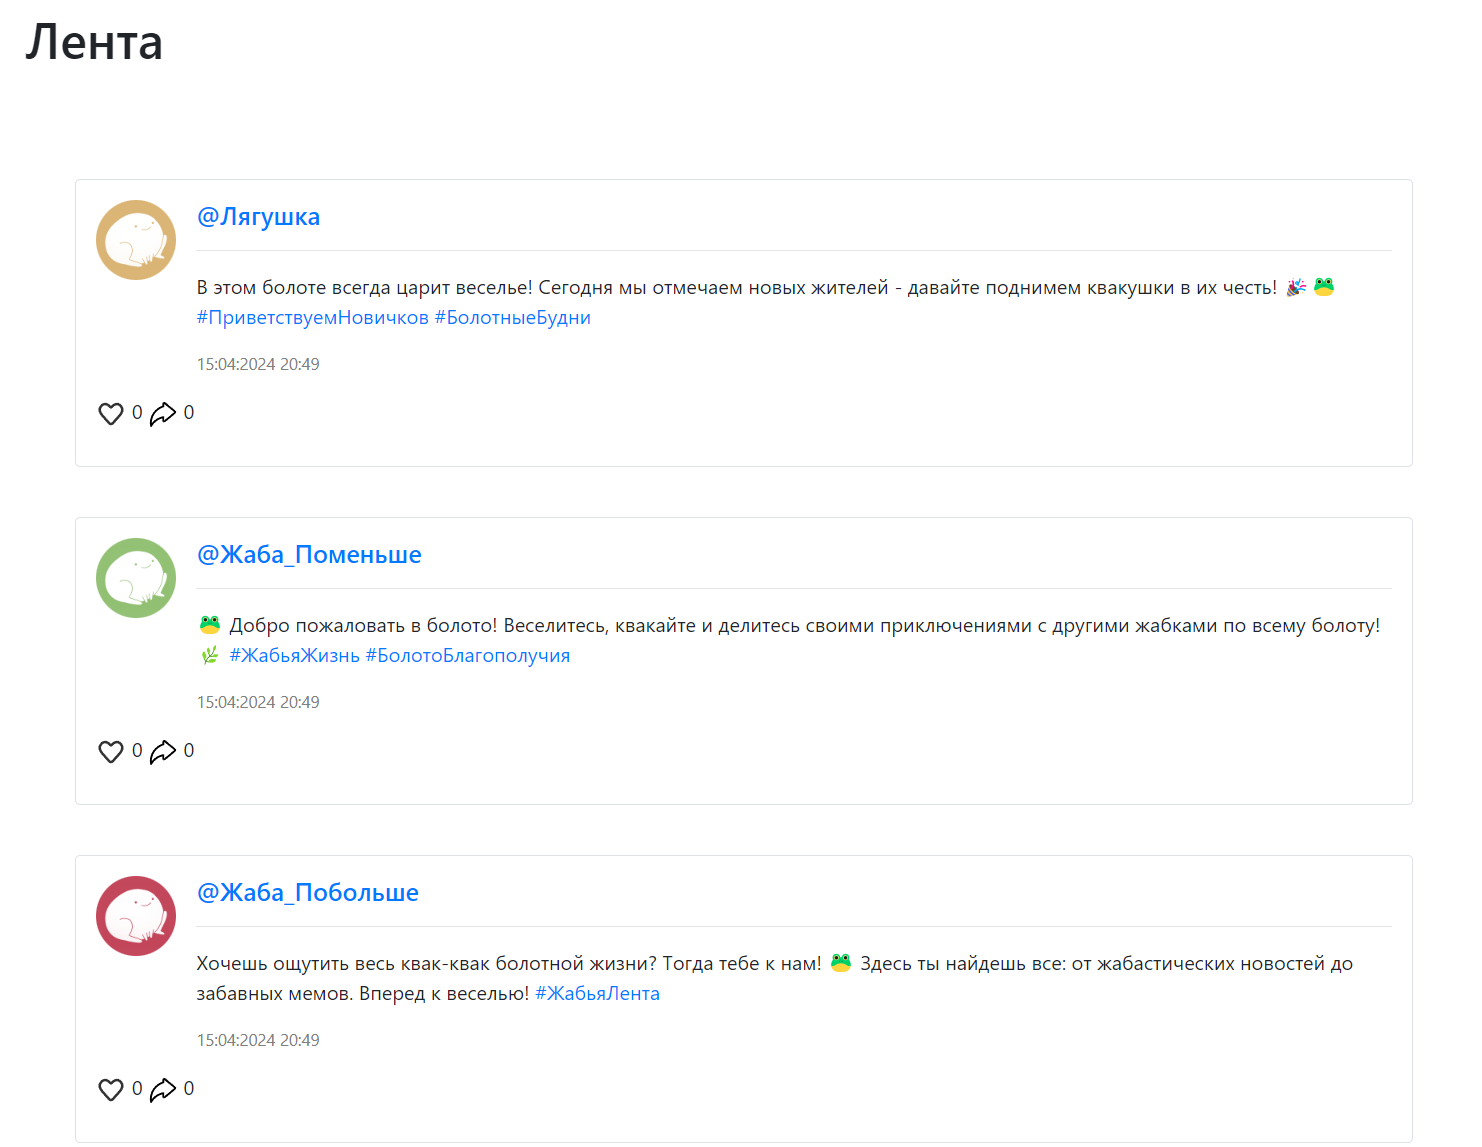 Лента
@Лягушка
В этом болоте всегда царит веселье! Сегодня мы отмечаем новых жителей - давайте поднимем квакушки в их честь! 🎉 🐸
#ПриветствуемНовичков #БолотныеБудни
15:04:2024 20:49
0 0
@Жаба_Поменьше
🐸 Добро пожаловать в болото! Веселитесь, квакайте и делитесь своими приключениями с другими жабками по всему болоту!
🌿 #ЖабьяЖизнь #БолотоБлагополучия
15:04:2024 20:49
0 0
@Жаба_Побольше
Хочешь ощутить весь квак-квак болотной жизни? Тогда тебе к нам! 🐸 Здесь ты найдешь все: от жабастических новостей до
забавных мемов. Вперед к веселью! #ЖабьяЛента
15:04:2024 20:49
0 0